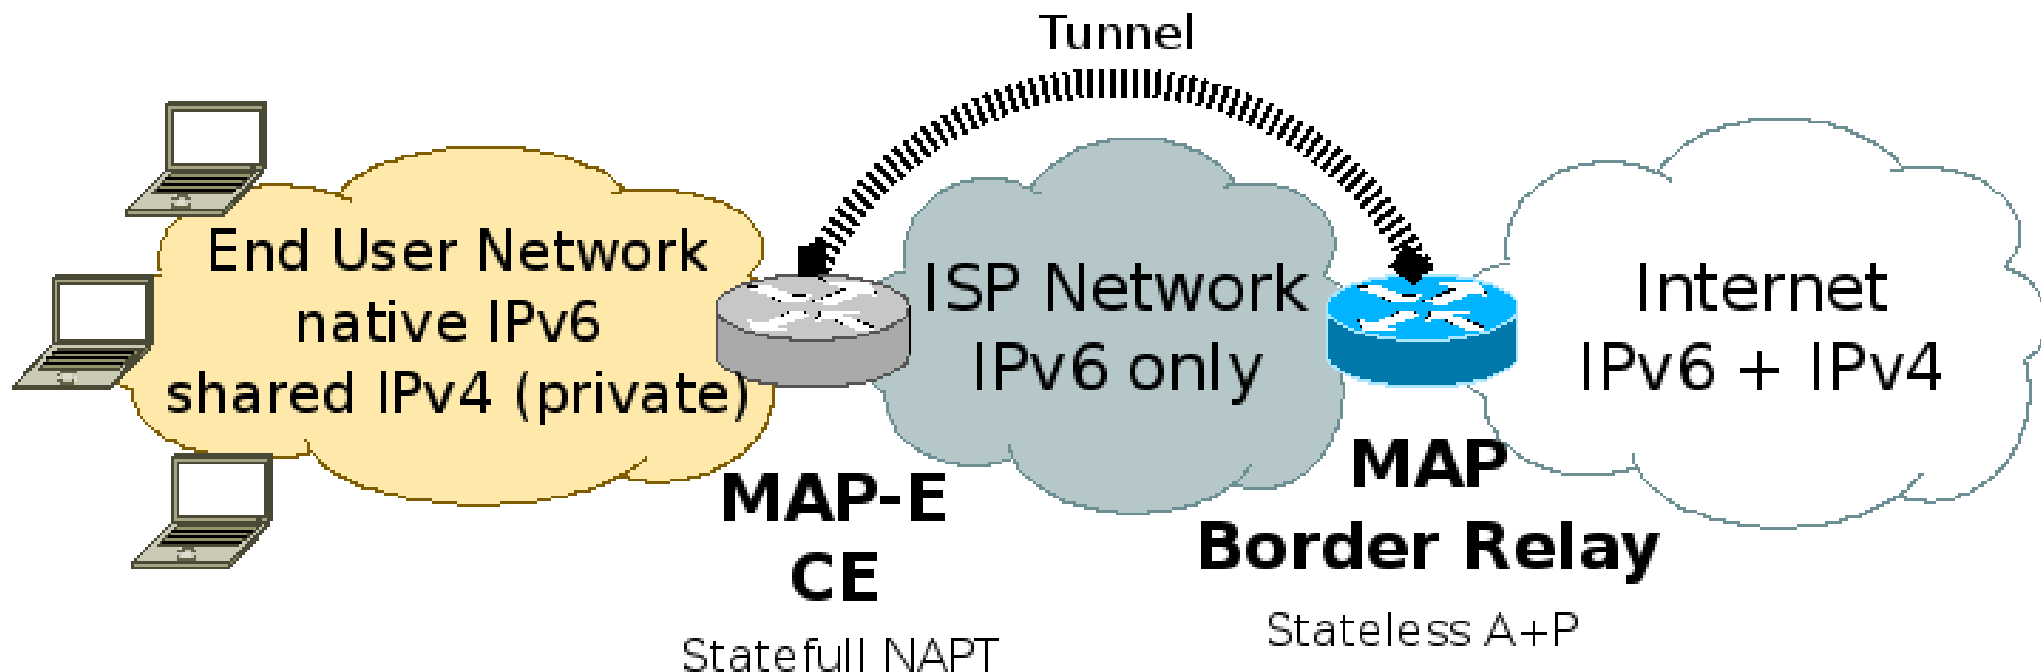 Tunnel
End User Network
native IPv6
shared IPv4 (private)
ISP Network
IPv6 only
Internet
IPv6 + IPv4
MAP-E
CE
Statefull NAPT
MAP
Border Relay
Stateless A+P